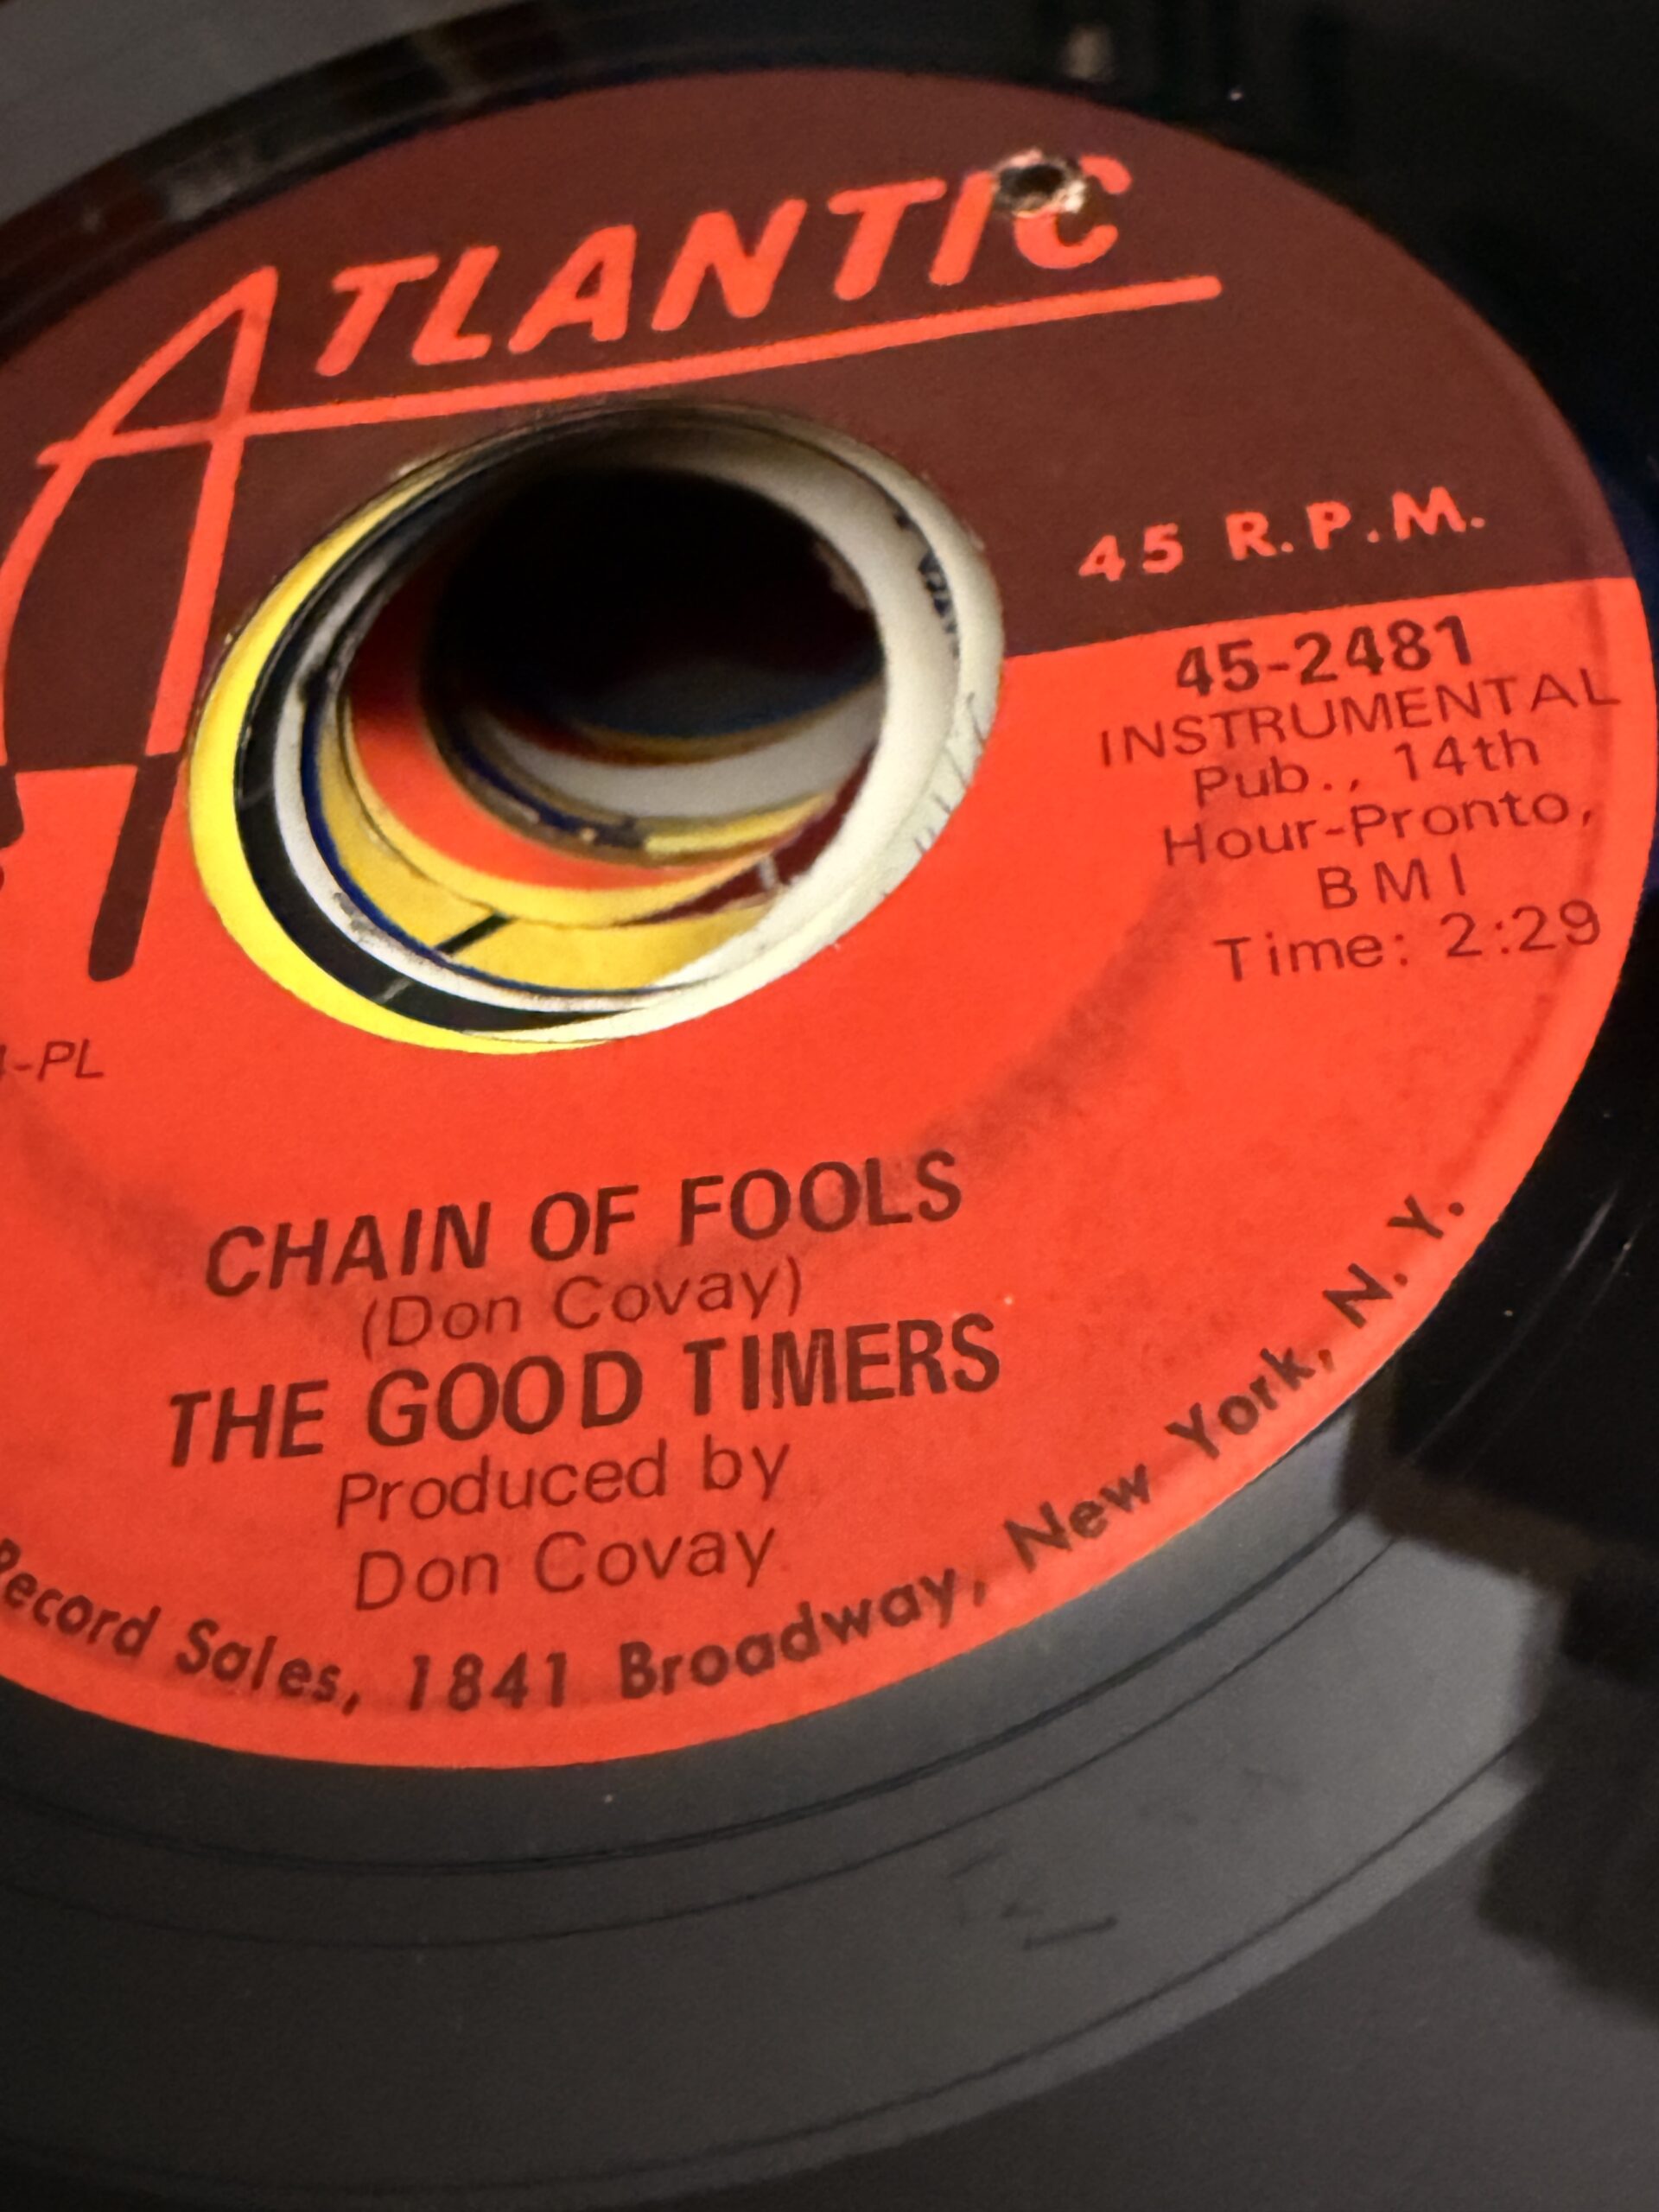 ATLANTIC
45 R.P.M.
45-2481
INSTRUMENTAL
Pub., 14th
Hour-Pronto,
BMI
Time: 2:29
-PL
CHAIN OF FOOLS
(Don Covay)
THE GOOD TIMERS
Produced by
Don Covay
Record Sales, 1841 Broadway, New York, N.Y.